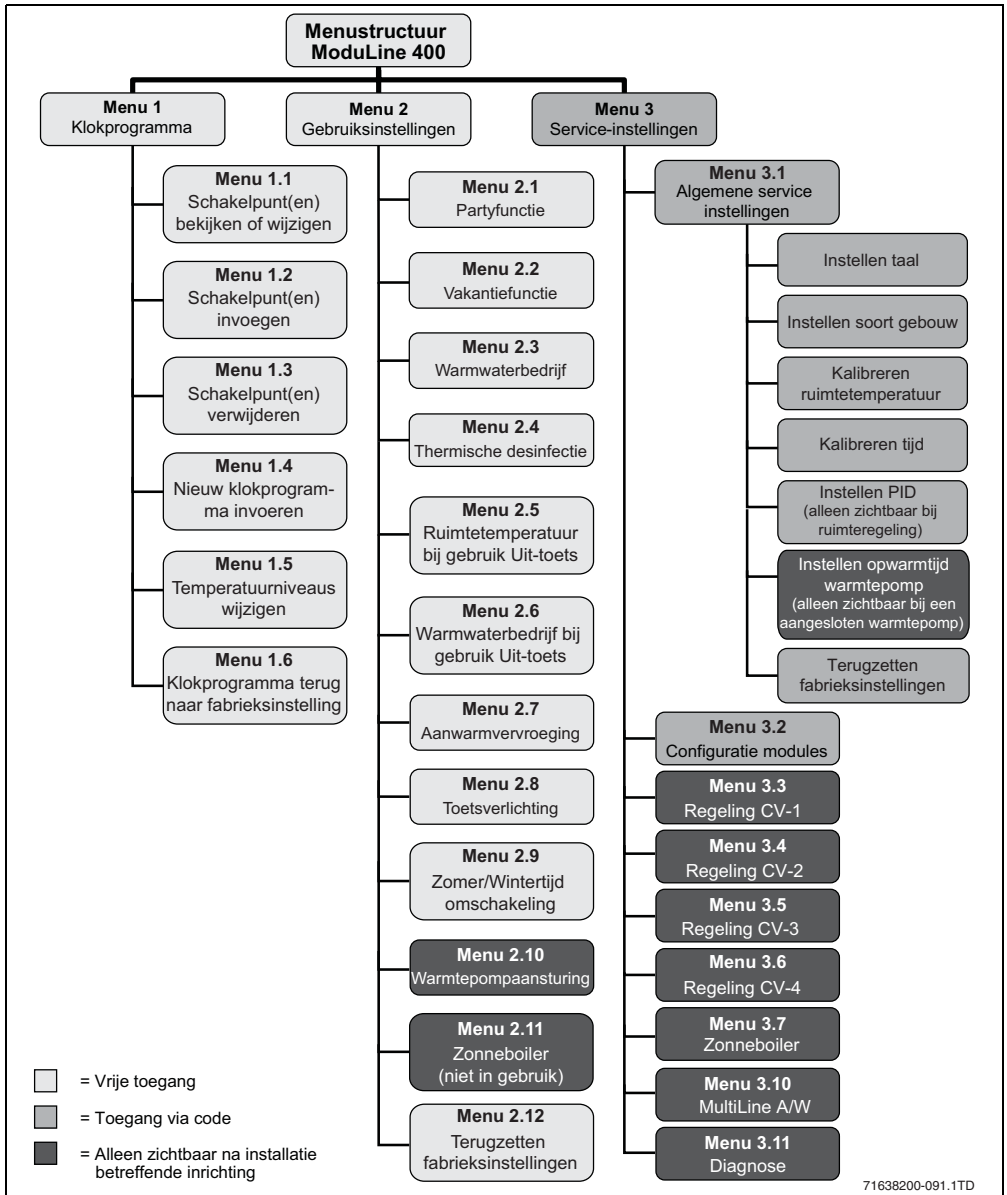 Menustructuur
ModuLine 400
Menu 1
Klokprogramma
Menu 1.1
Schakelpunt(en)
bekijken of wijzigen
Menu 1.2
Schakelpunt(en)
invoegen
Menu 1.3
Schakelpunt(en)
verwijderen
Menu 1.4
Nieuw klokprogram-
ma invoeren
Menu 1.5
Temperatuurniveaus
wijzigen
Menu 1.6
Klokprogramma terug
naar fabrieksinstelling
Menu 2
Gebruiksinstellingen
Menu 2.1
Partyfunctie
Menu 2.2
Vakantiefunctie
Menu 2.3
Warmwaterbedrijf
Menu 2.4
Thermische desinfectie
Menu 2.5
Ruimtetemperatuur
bij gebruik Uit-toets
Menu 2.6
Warmwaterbedrijf bij
gebruik Uit-toets
Menu 2.7
Aanwarmvervroeging
Menu 2.8
Toetsverlichting
Menu 2.9
Zomer/Wintertijd
omschakeling
Menu 2.10
Warmtepompaansturing
Menu 2.11
Zonneboiler
(niet in gebruik)
Menu 2.12
Terugzetten
fabrieksinstellingen
Menu 3
Service-instellingen
Menu 3.1
Algemene service
instellingen
Instellen taal
Instellen soort gebouw
Kalibreren
ruimtetemperatuur
Kalibreren tijd
Instellen PID
(alleen zichtbaar bij
ruimteregeling)
Instellen opwarmtijd
warmtepomp
(alleen zichtbaar bij een
aangesloten warmtepomp)
Terugzetten
fabrieksinstellingen
Menu 3.2
Configuratie modules
Menu 3.3
Regeling CV-1
Menu 3.4
Regeling CV-2
Menu 3.5
Regeling CV-3
Menu 3.6
Regeling CV-4
Menu 3.7
Zonneboiler
Menu 3.10
MultiLine A/W
Menu 3.11
Diagnose
= Vrije toegang
= Toegang via code
= Alleen zichtbaar na installatie
betreffende inrichting
71638200-091.1TD